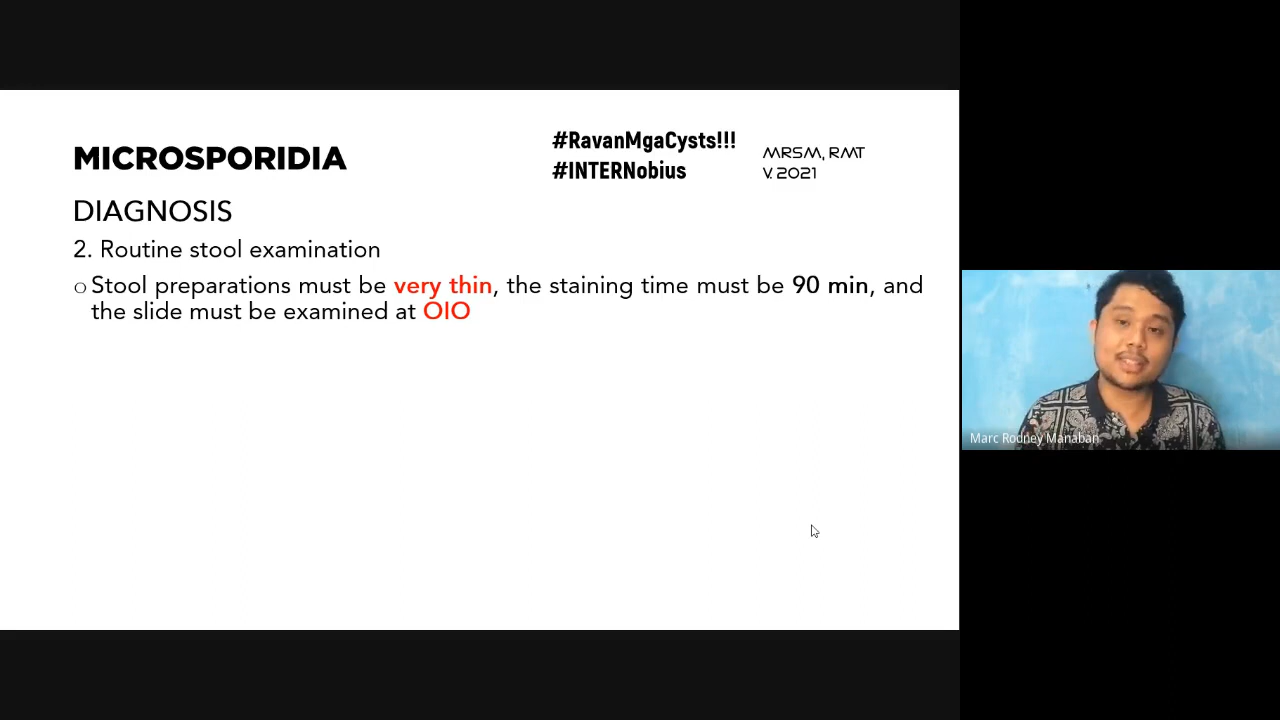 MICROSPORIDIA
#RavanMgaCysts!!!
#INTERNobius
MRSM, RMT
V. 2021
DIAGNOSIS
2. Routine stool examination
o Stool preparations must be very thin, the staining time must be 90 min, and
the slide must be examined at OIO
Marc Rodney Manaban